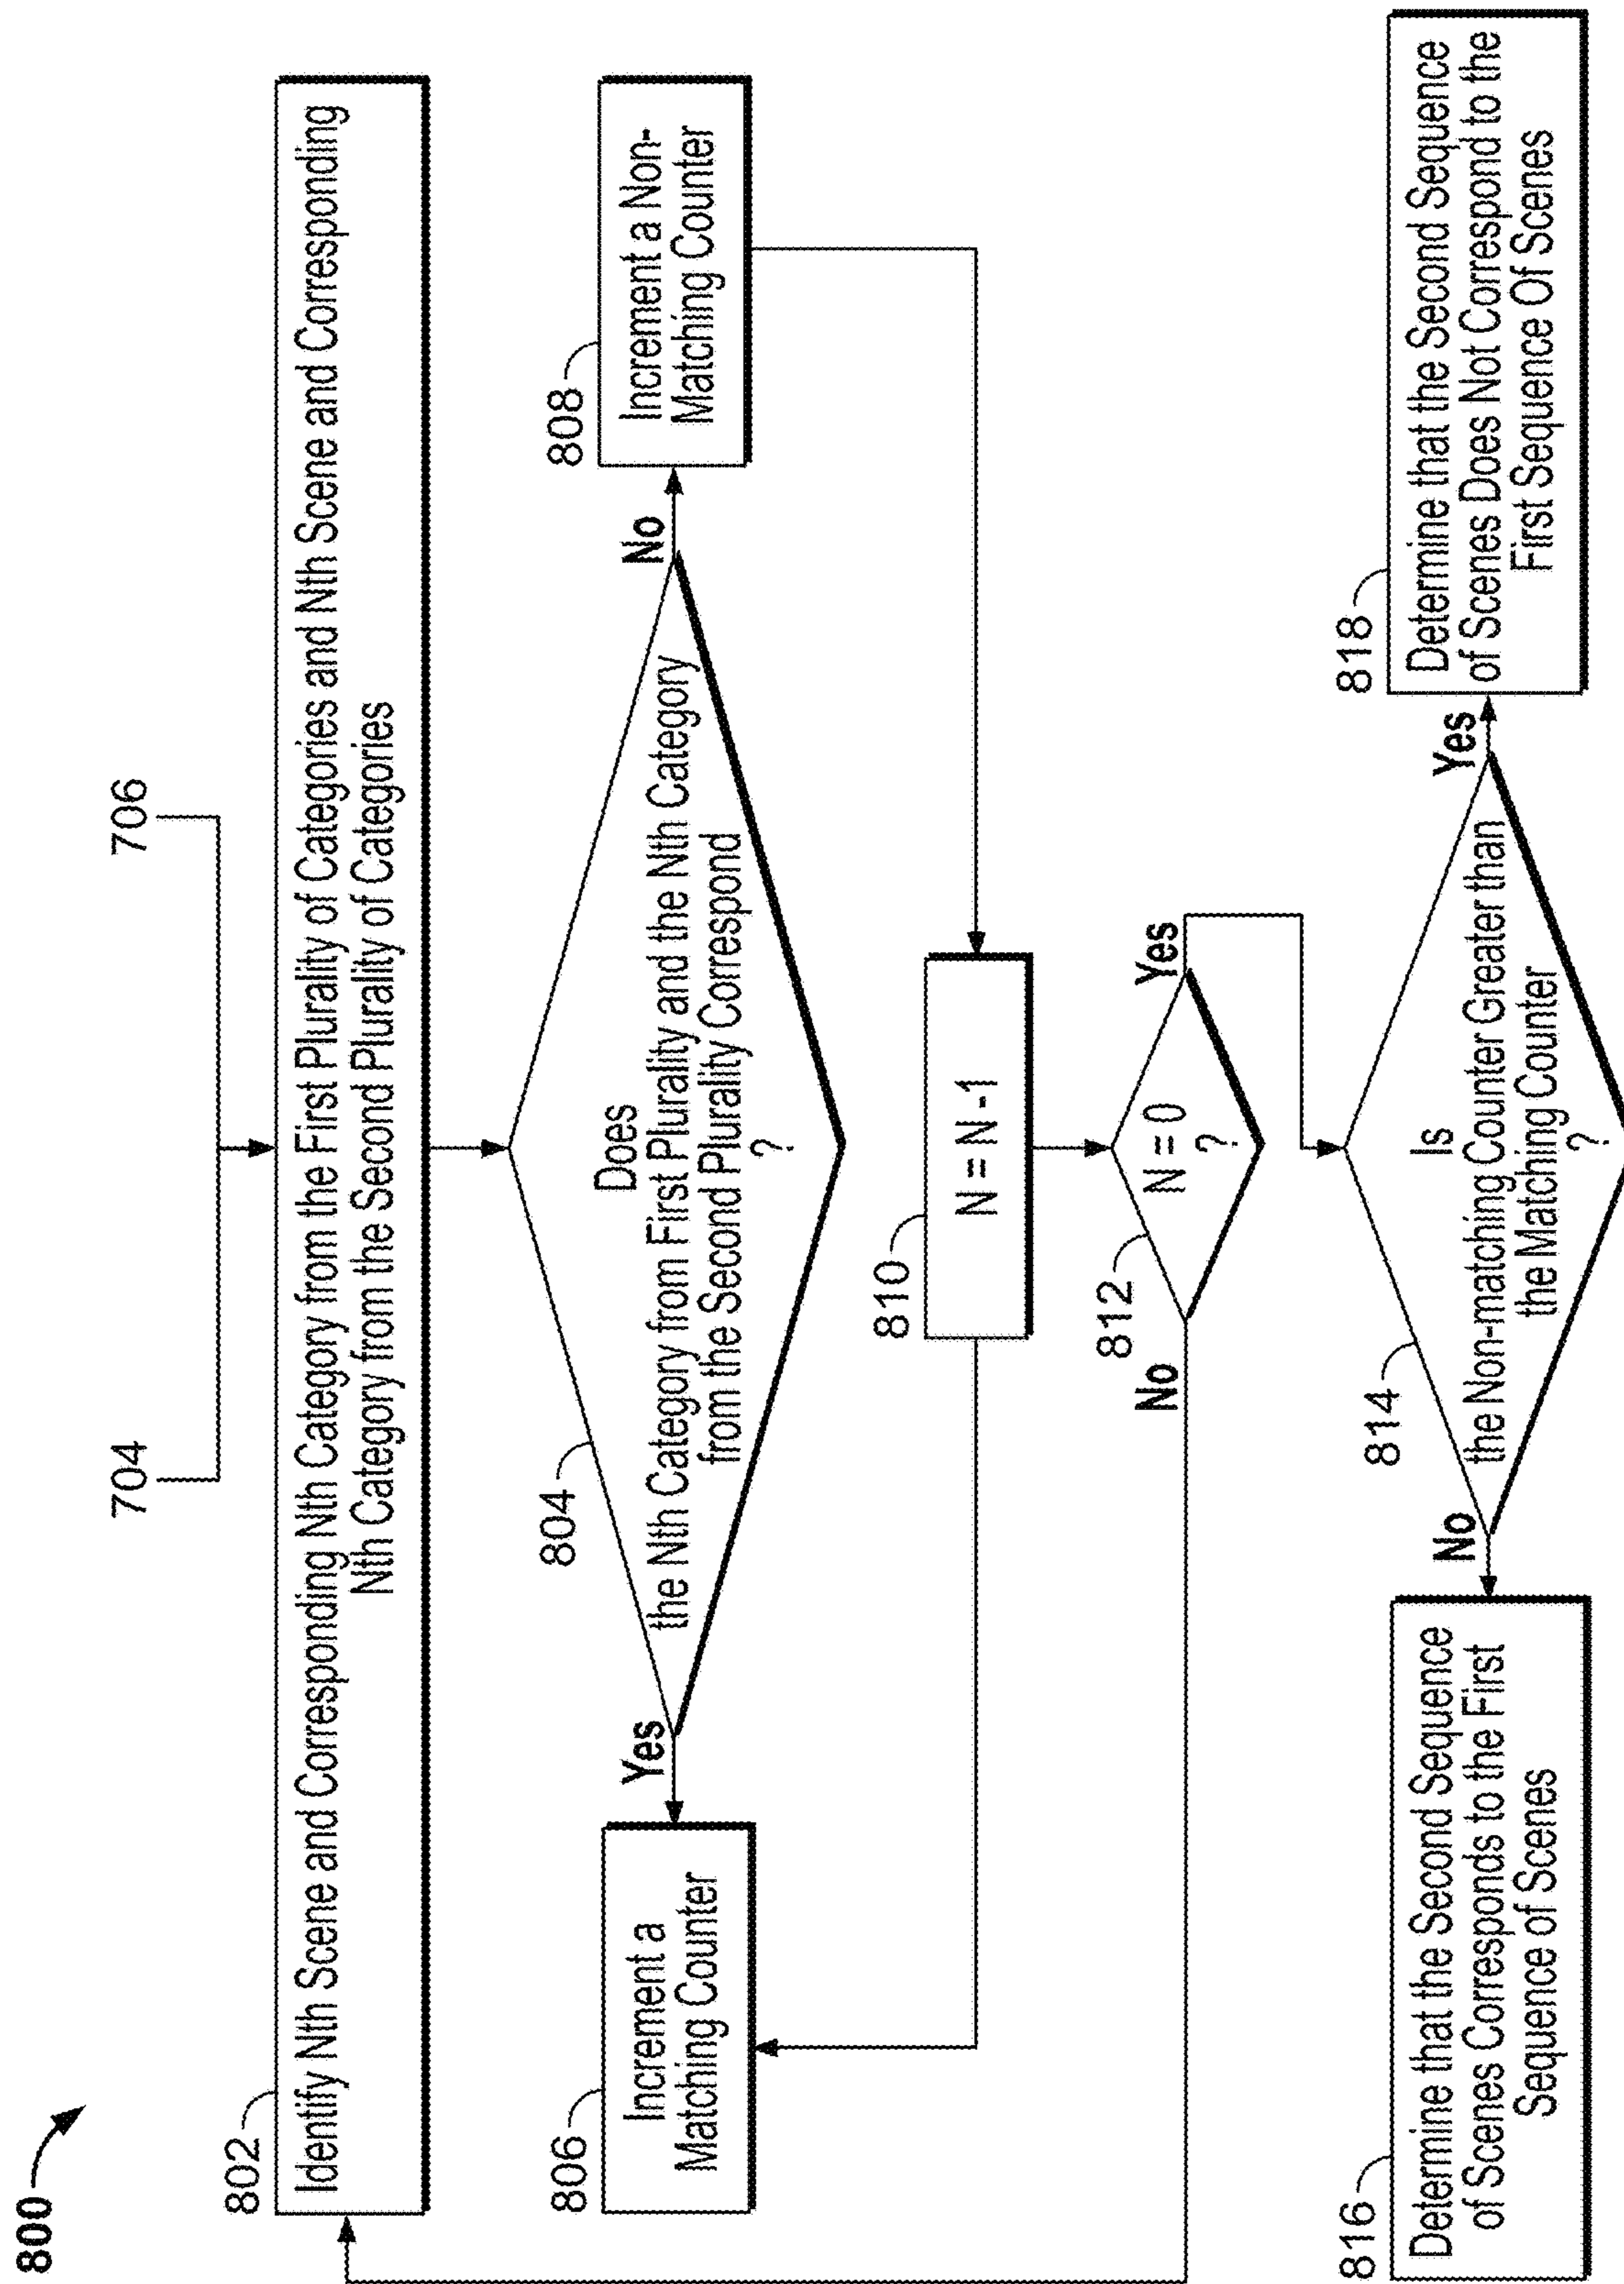 800
704
706
802
Identify Nth Scene and Corresponding Nth Category from the First Plurality of Categories and Nth Scene and Corresponding
Nth Category from the Second Plurality of Categories
804
Does
the Nth Category from First Plurality and the Nth Category
from the Second Plurality Correspond
?
Yes
No
806
Increment a
Matching Counter
808
Increment a Non-
Matching Counter
810
N = N -1
812
N = 0
?
No
Yes
814
Is
the Non-matching Counter Greater than
the Matching Counter
?
No
Yes
816
Determine that the Second Sequence
of Scenes Corresponds to the First
Sequence of Scenes
818
Determine that the Second Sequence
of Scenes Does Not Correspond to the
First Sequence Of Scenes